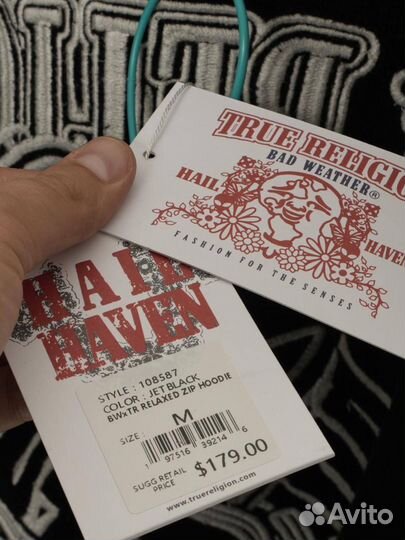 TRUE RELIGIO
BAD WEATHER®
HAIL
HAVEN
FASHION FOR THE SENSES
HAIL
HAVEN
STYLE : 108587
COLOR : JET BLACK
BWxTR RELAXED ZIP HOODIE
SIZE : M
1 97516 39214 6
SUGG RETAIL PRICE $179.00
www.truereligion.com
Avito